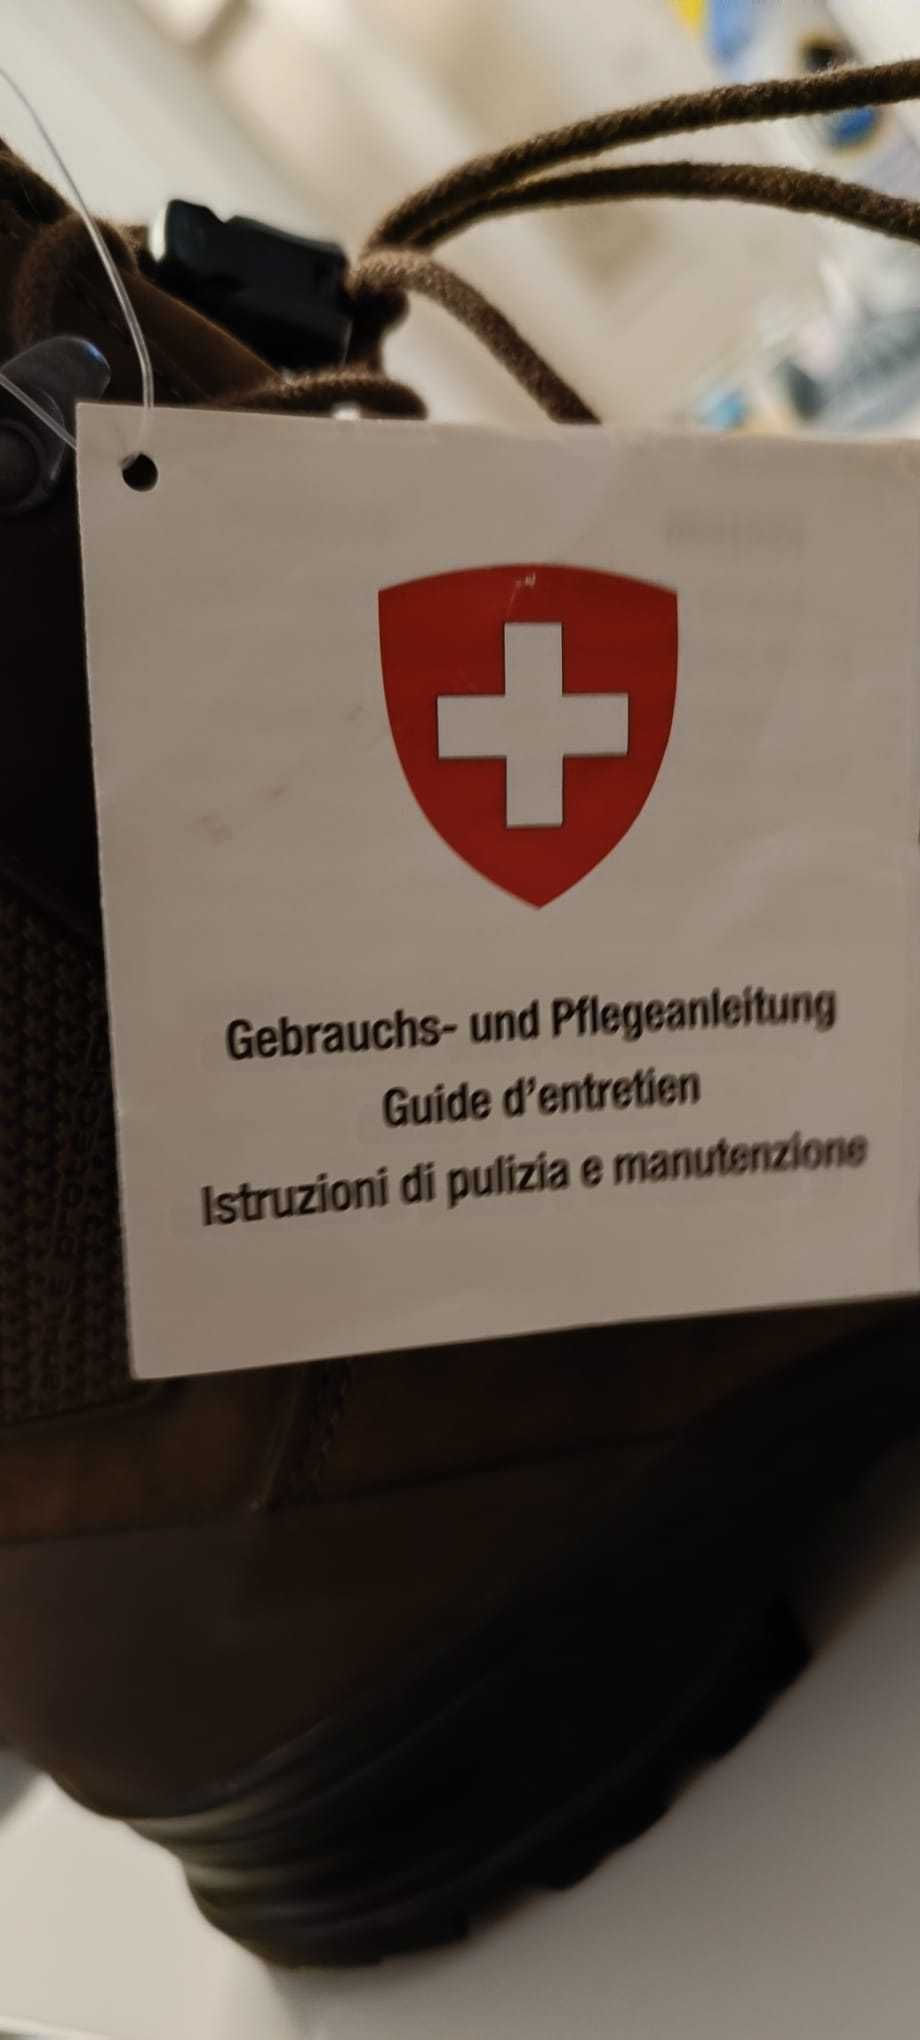 Gebrauchs- und Pflegeanleitung
Guide d'entretien
Istruzioni di pulizia e manutenzione